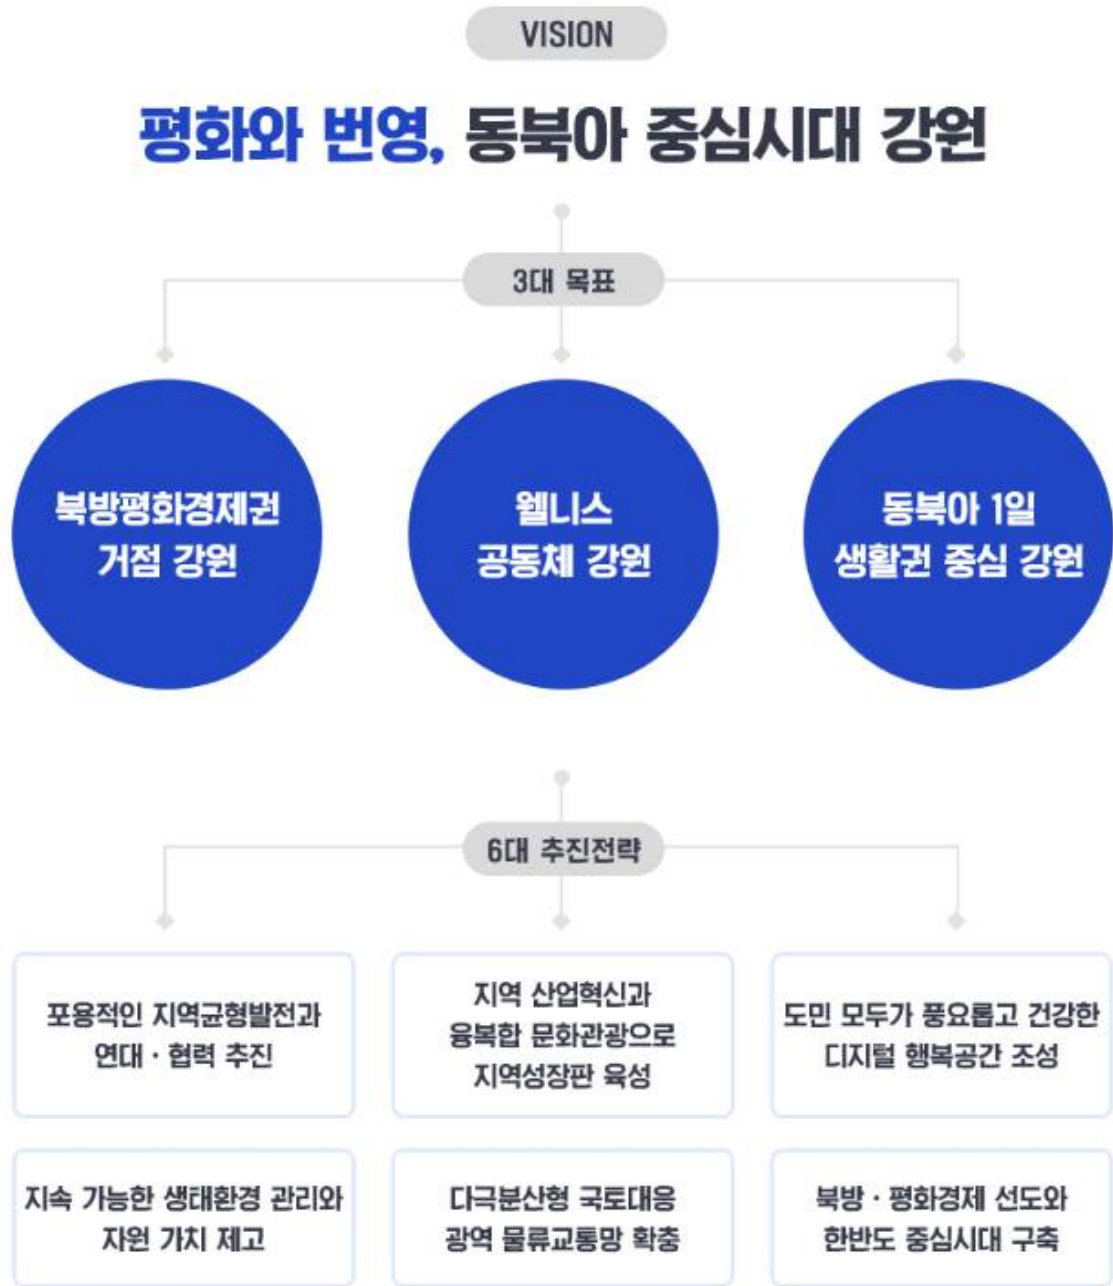 VISION
평화와 번영, 동북아 중심시대 강원
3대 목표
북방평화경제권
거점 강원
웰니스
공동체 강원
동북아 1일
생활권 중심 강원
6대 추진전략
포용적인 지역균형발전과
연대 · 협력 추진
지역 산업혁신과
융복합 문화관광으로
지역성장판 육성
도민 모두가 풍요롭고 건강한
디지털 행복공간 조성
지속 가능한 생태환경 관리와
자원 가치 제고
다극분산형 국토대응
광역 물류교통망 확충
북방 · 평화경제 선도와
한반도 중심시대 구축